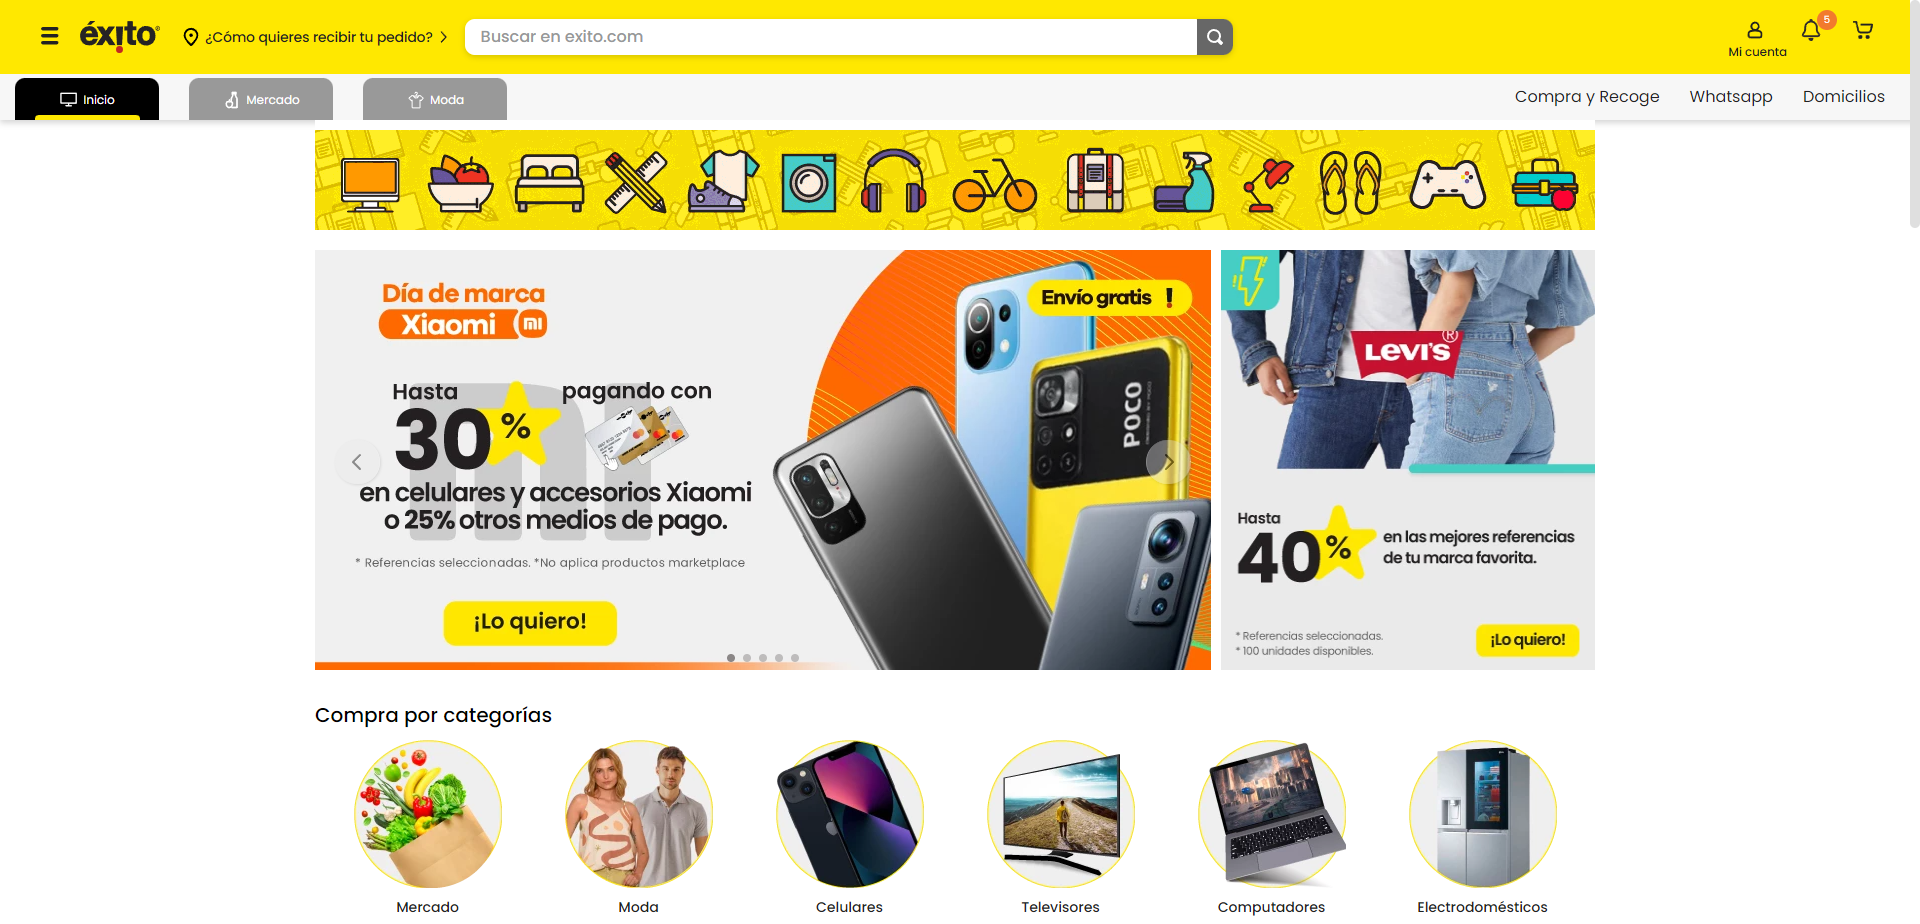 éxito
¿Cómo quieres recibir tu pedido?
Buscar en exito.com
5
Mi cuenta
Inicio
Mercado
Moda
Compra y Recoge
Whatsapp
Domicilios
Día de marca
Xiaomi mi
Envío gratis !
Hasta
30%
pagando con
en celulares y accesorios Xiaomi
o 25% otros medios de pago.
* Referencias seleccionadas. *No aplica productos marketplace
¡Lo quiero!
POCO
LEVI'S®
Hasta
40%
en las mejores referencias
de tu marca favorita.
* Referencias seleccionadas.
* 100 unidades disponibles.
¡Lo quiero!
Compra por categorías
Mercado
Moda
Celulares
Televisores
Computadores
Electrodomésticos